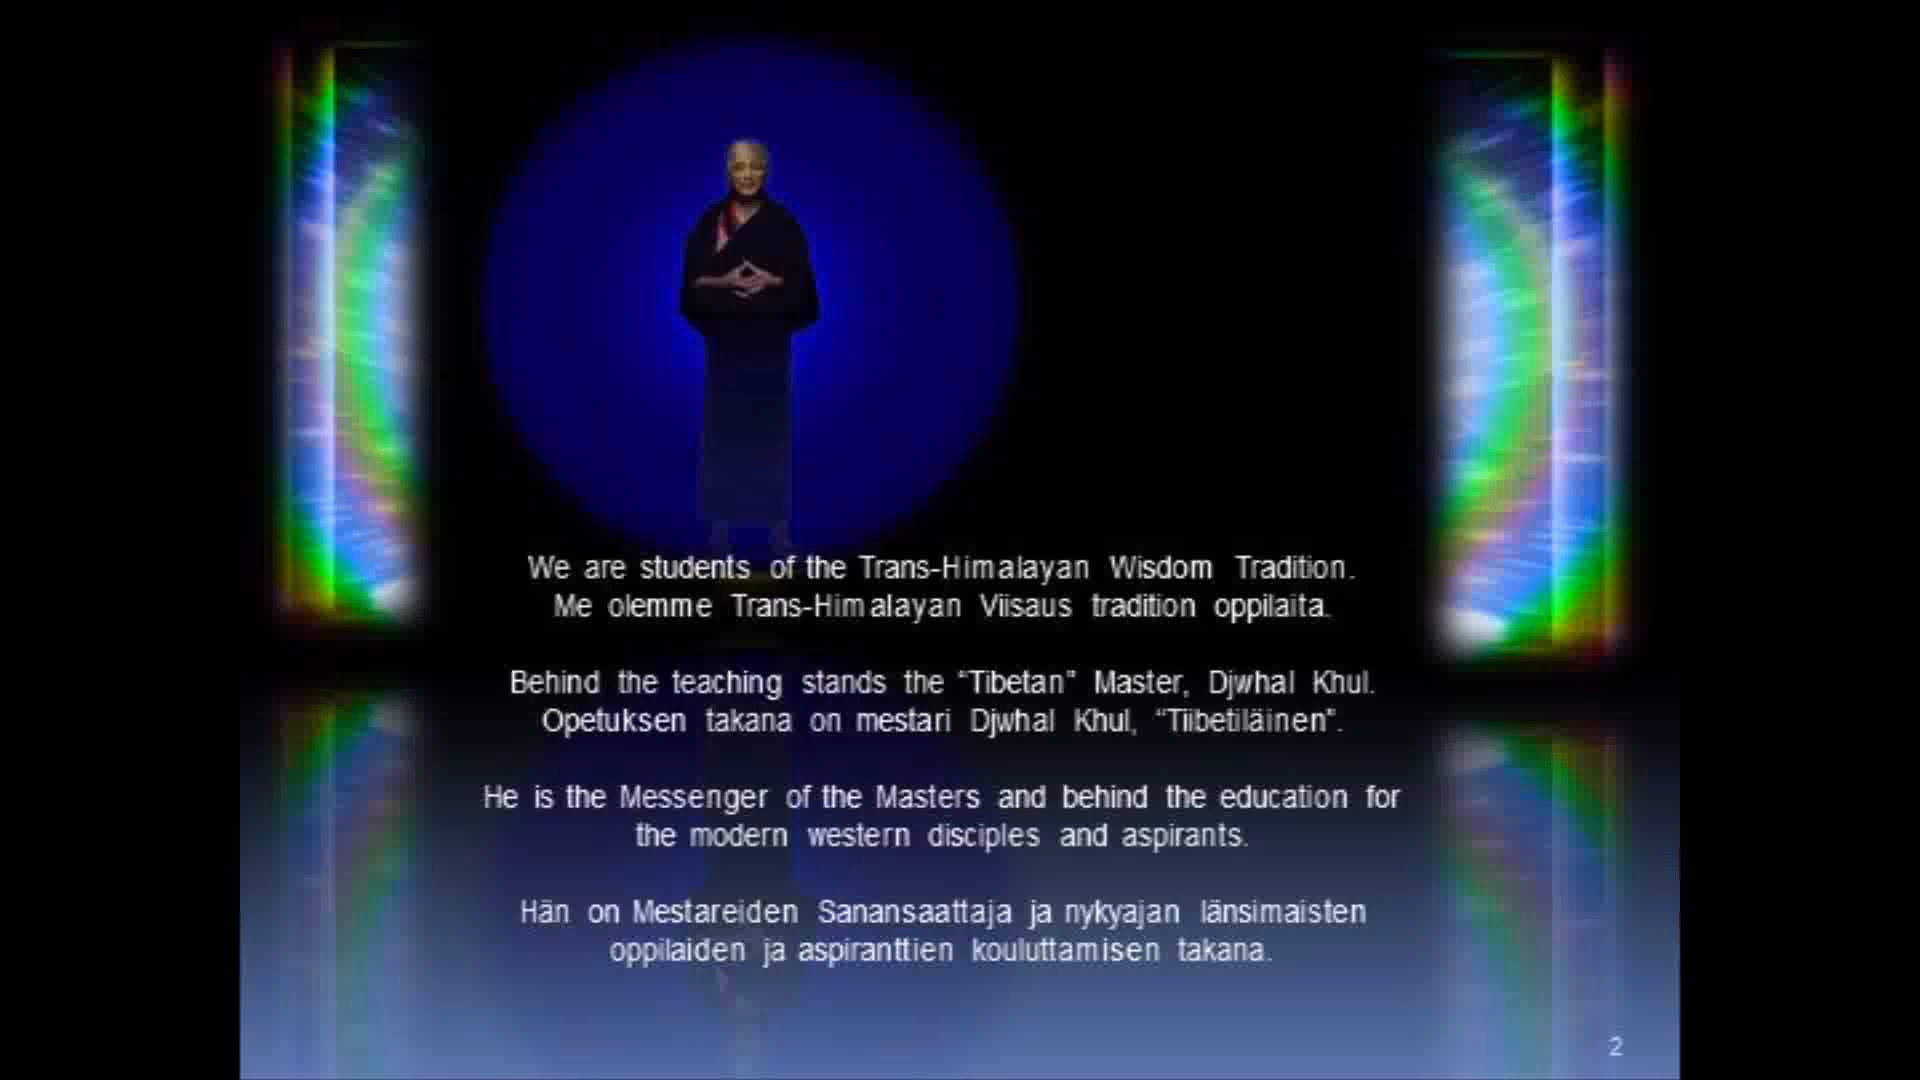 We are students of the Trans-Himalayan Wisdom Tradition.
Me olemme Trans-Himalayan Viisaus tradition oppilaita.
Behind the teaching stands the “Tibetan” Master, Djwhal Khul.
Opetuksen takana on mestari Djwhal Khul, “Tiibetiläinen”.
He is the Messenger of the Masters and behind the education for
the modern western disciples and aspirants.
Hän on Mestareiden Sanansaattaja ja nykyajan länsimaisten
oppilaiden ja aspiranttien kouluttamisen takana.
2